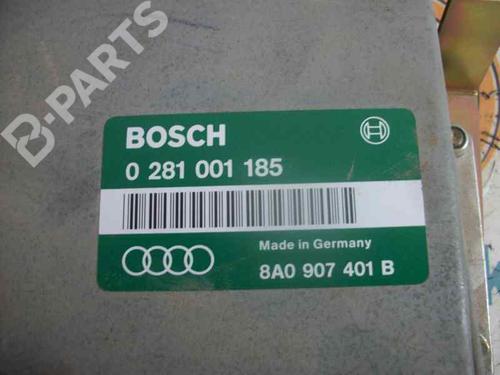 B-PARTS
BOSCH
0 281 001 185
Made in Germany
8A0 907 401 B